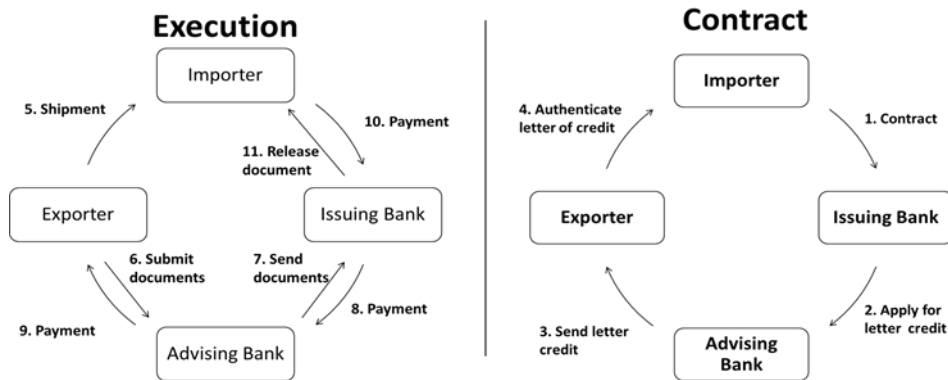 Execution
Importer
5. Shipment
10. Payment
11. Release
document
Exporter
Issuing Bank
6. Submit
documents
7. Send
documents
9. Payment
8. Payment
Advising Bank
Contract
Importer
4. Authenticate
letter of credit
1. Contract
Exporter
Issuing Bank
3. Send letter
credit
2. Apply for
letter credit
Advising
Bank